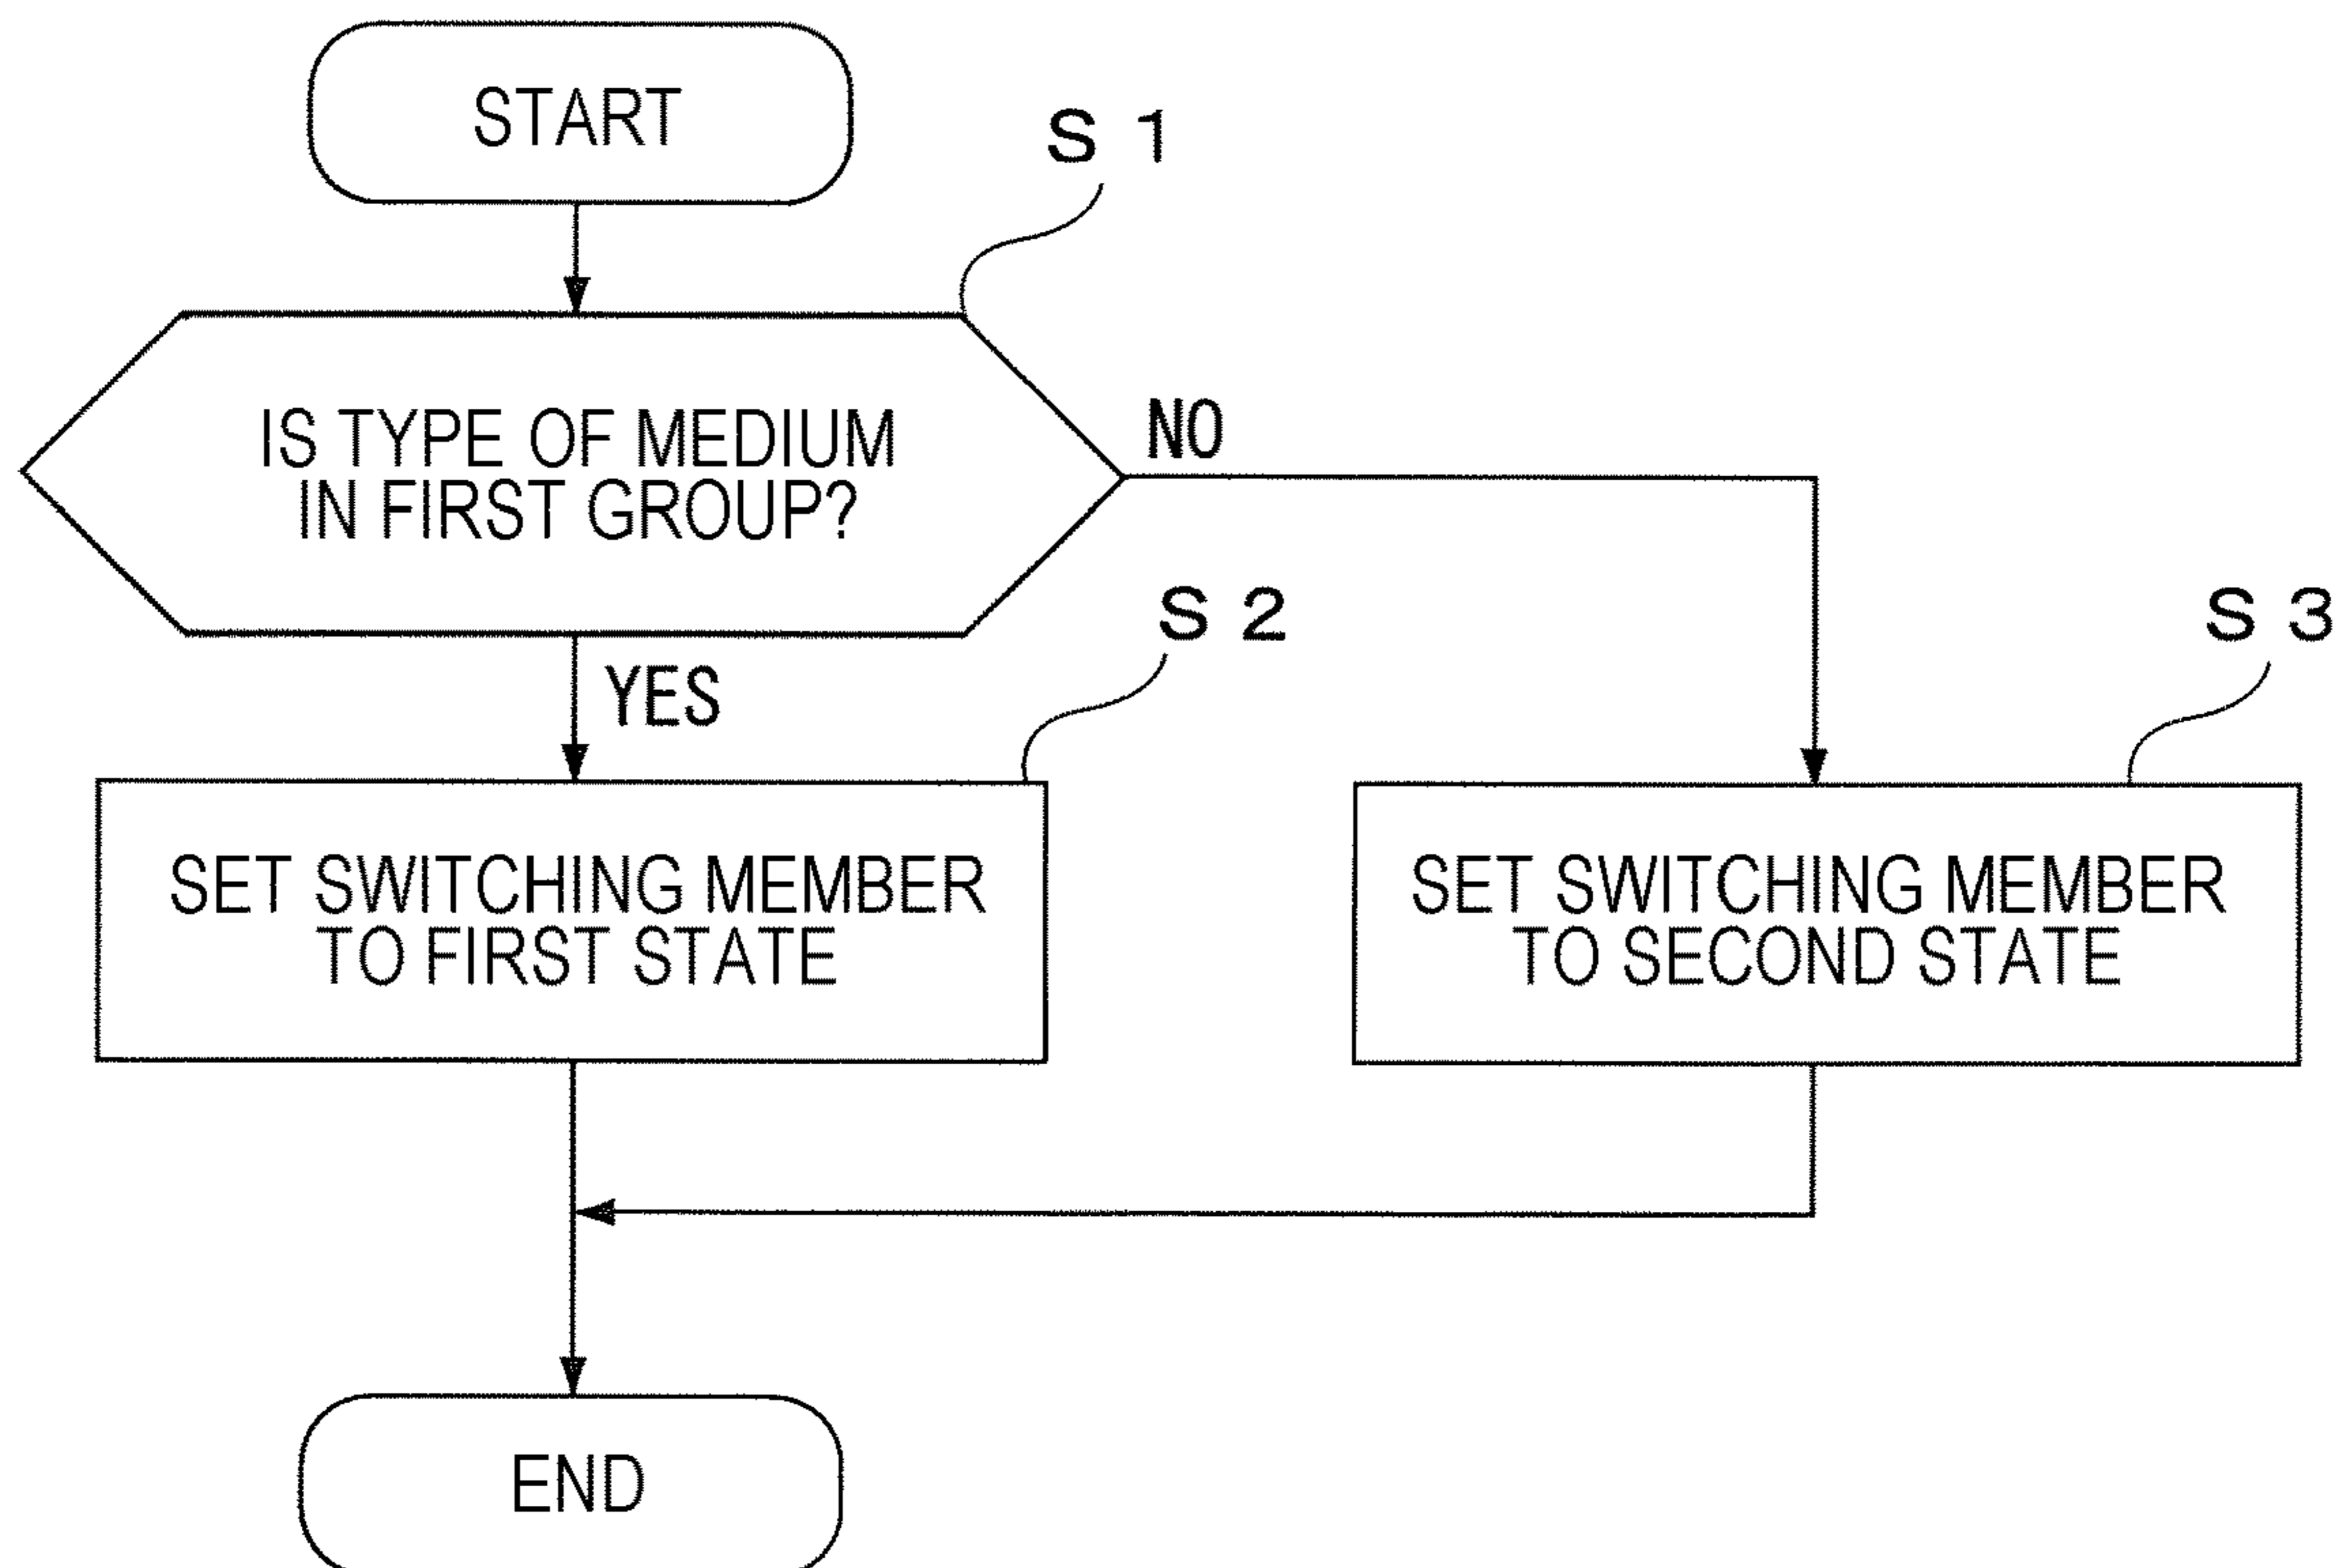 START
S 1
IS TYPE OF MEDIUM
IN FIRST GROUP?
NO
YES
S 2
SET SWITCHING MEMBER
TO FIRST STATE
S 3
SET SWITCHING MEMBER
TO SECOND STATE
END